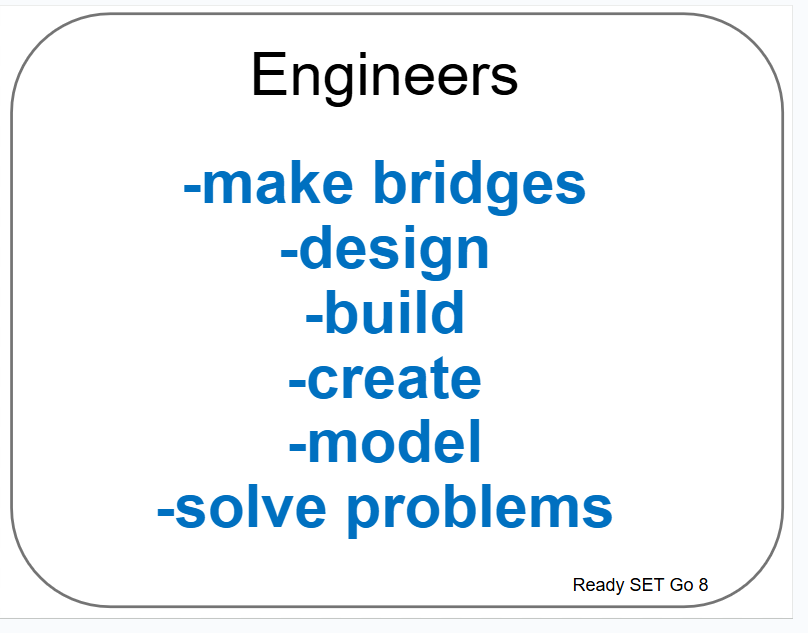 Engineers
-make bridges
-design
-build
-create
-model
-solve problems
Ready SET Go 8